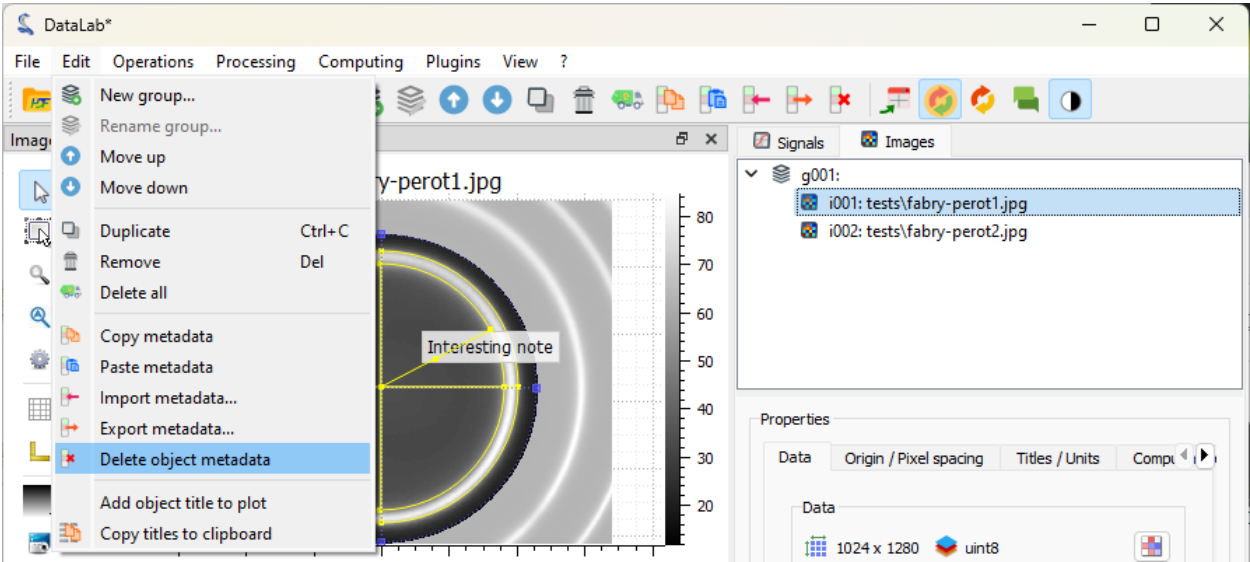 DataLab*
File Edit Operations Processing Computing Plugins View ?
New group...
Rename group...
Move up
Move down
Duplicate Ctrl+C
Remove Del
Delete all
Copy metadata
Paste metadata
Import metadata...
Export metadata...
Delete object metadata
Add object title to plot
Copy titles to clipboard
HDF
Imag
y-perot1.jpg
Interesting note
80
70
60
50
40
30
20
Signals Images
g001:
i001: tests\fabry-perot1.jpg
i002: tests\fabry-perot2.jpg
Properties
Data Origin / Pixel spacing Titles / Units Compu
Data
1024 x 1280 uint8